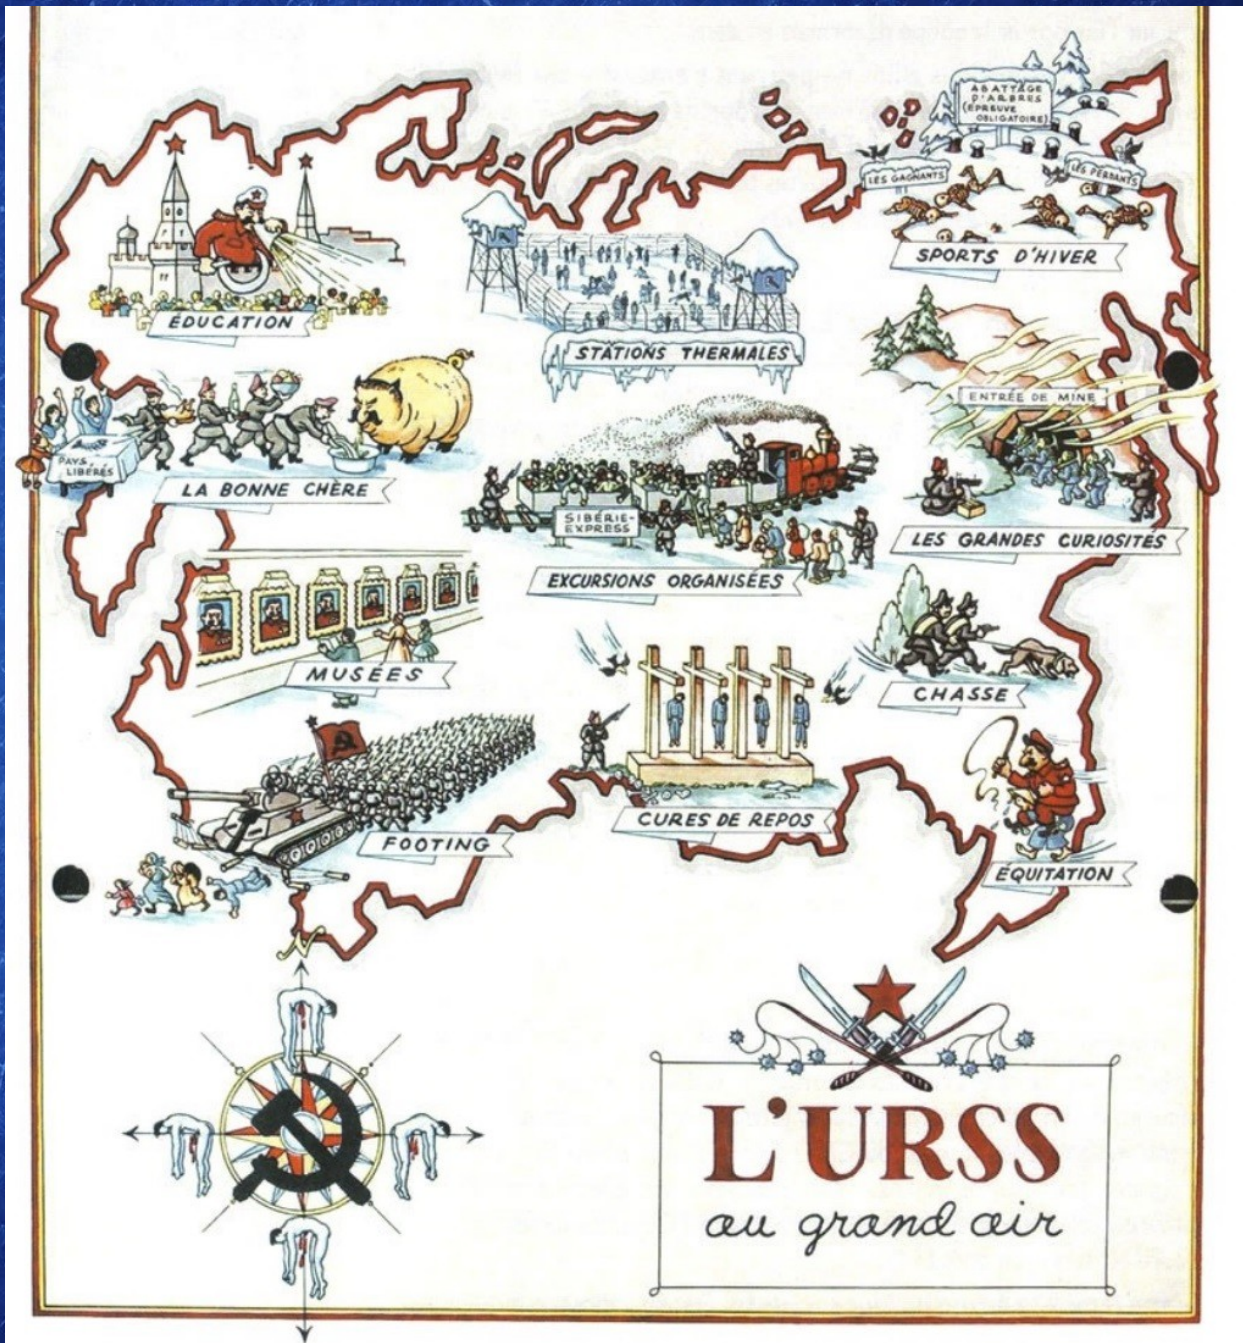 ABATTAGE
D'ARBRES
(ÉPREUVE
OBLIGATOIRE)
LES GAGNANTS
LES PERDANTS
SPORTS D'HIVER
ÉDUCATION
STATIONS THERMALES
ENTRÉE DE MINE
PAYS
LIBÉRÉS
LA BONNE CHÈRE
SIBÉRIE-
EXPRESS
LES GRANDES CURIOSITÉS
EXCURSIONS ORGANISÉES
MUSÉES
CHASSE
CURES DE REPOS
FOOTING
ÉQUITATION
N
L'URSS
au grand air